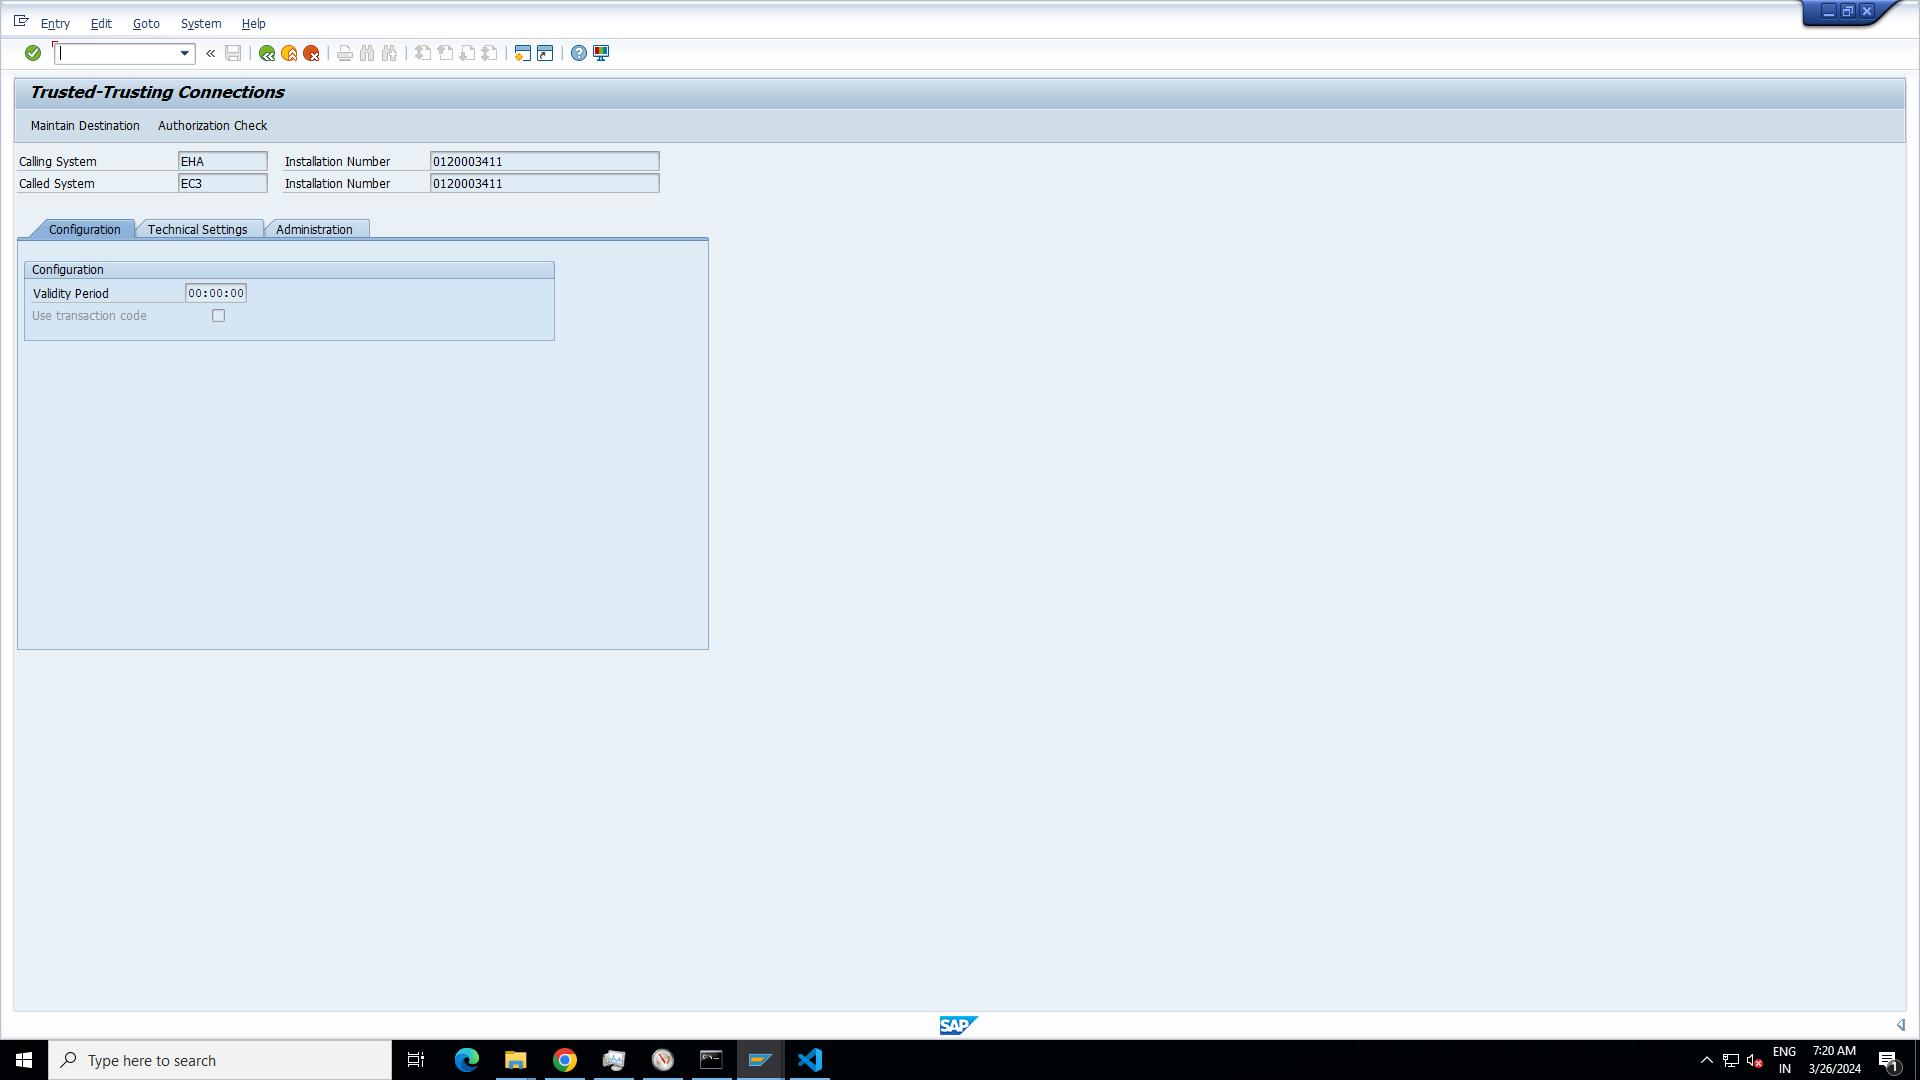 Entry Edit Goto System Help
Trusted-Trusting Connections
Maintain Destination Authorization Check
Calling System EHA Installation Number 0120003411
Called System EC3 Installation Number 0120003411
Configuration Technical Settings Administration
Configuration
Validity Period 00:00:00
Use transaction code
SAP
Type here to search
ENG 7:20 AM
IN 3/26/2024
1